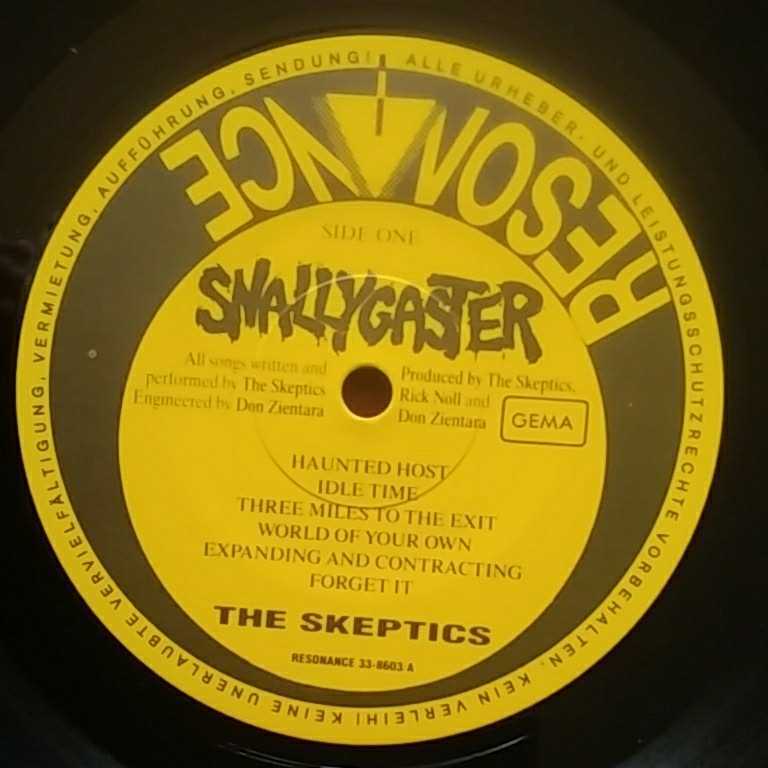 ALLE URHEBER- UND LEISTUNGSSCHUTZRECHTE VORBEHALTEN. KEIN VERLEIH! KEINE UNERLAUBTE VERVIELFÄLTIGUNG, VERMIETUNG, AUFFÜHRUNG, SENDUNG!
RESONANCE
SIDE ONE
SNALLYGASTER
All songs written and
performed by The Skeptics
Engineered by Don Zientara
Produced by The Skeptics,
Rick Noll and
Don Zientara
GEMA
HAUNTED HOST
IDLE TIME
THREE MILES TO THE EXIT
WORLD OF YOUR OWN
EXPANDING AND CONTRACTING
FORGET IT
THE SKEPTICS
RESONANCE 33-8603 A